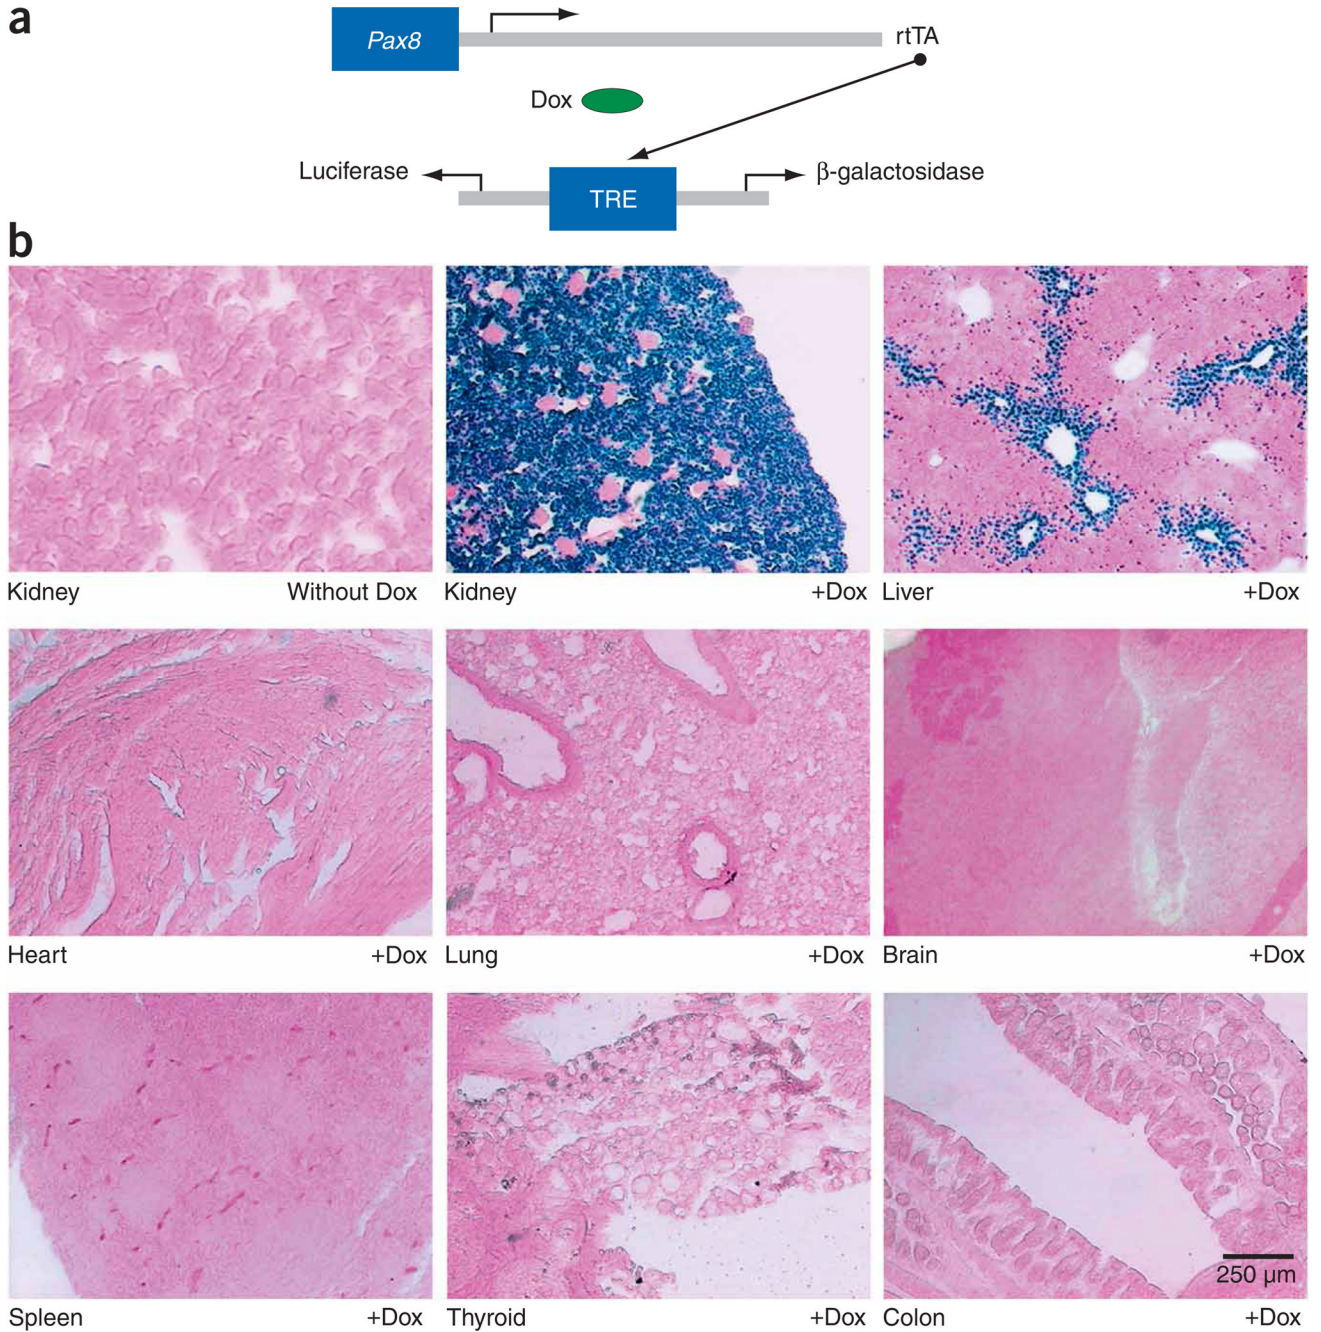 a
Pax8
rtTA
Dox
Luciferase
β-galactosidase
TRE
b
Kidney Without Dox
Kidney +Dox
Liver +Dox
Heart +Dox
Lung +Dox
Brain +Dox
250 µm
Spleen +Dox
Thyroid +Dox
Colon +Dox